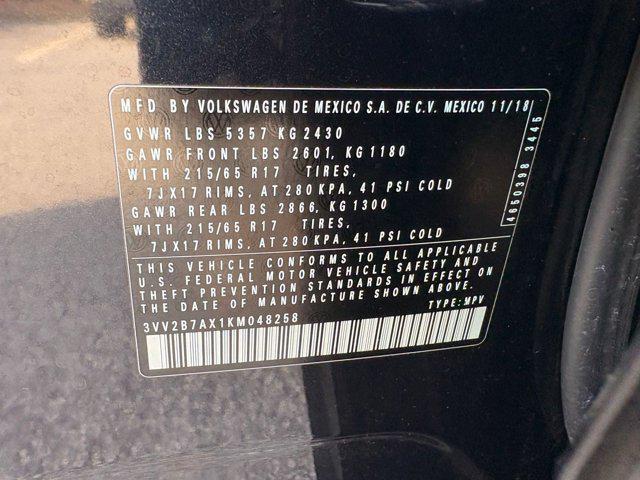 MFD BY VOLKSWAGEN DE MEXICO S.A. DE C.V. MEXICO 11/18
GVWR LBS 5357 KG 2430
GAWR FRONT LBS 2601, KG 1180
WITH 215/65 R17 TIRES,
7JX17 RIMS, AT 280 KPA, 41 PSI COLD
GAWR REAR LBS 2866, KG 1300
WITH 215/65 R17 TIRES,
7JX17 RIMS, AT 280 KPA, 41 PSI COLD
THIS VEHICLE CONFORMS TO ALL APPLICABLE
U.S. FEDERAL MOTOR VEHICLE SAFETY AND
THEFT PREVENTION STANDARDS IN EFFECT ON
THE DATE OF MANUFACTURE SHOWN ABOVE.
3VV2B7AX1KM048258 TYPE: MPV
4650398 3445